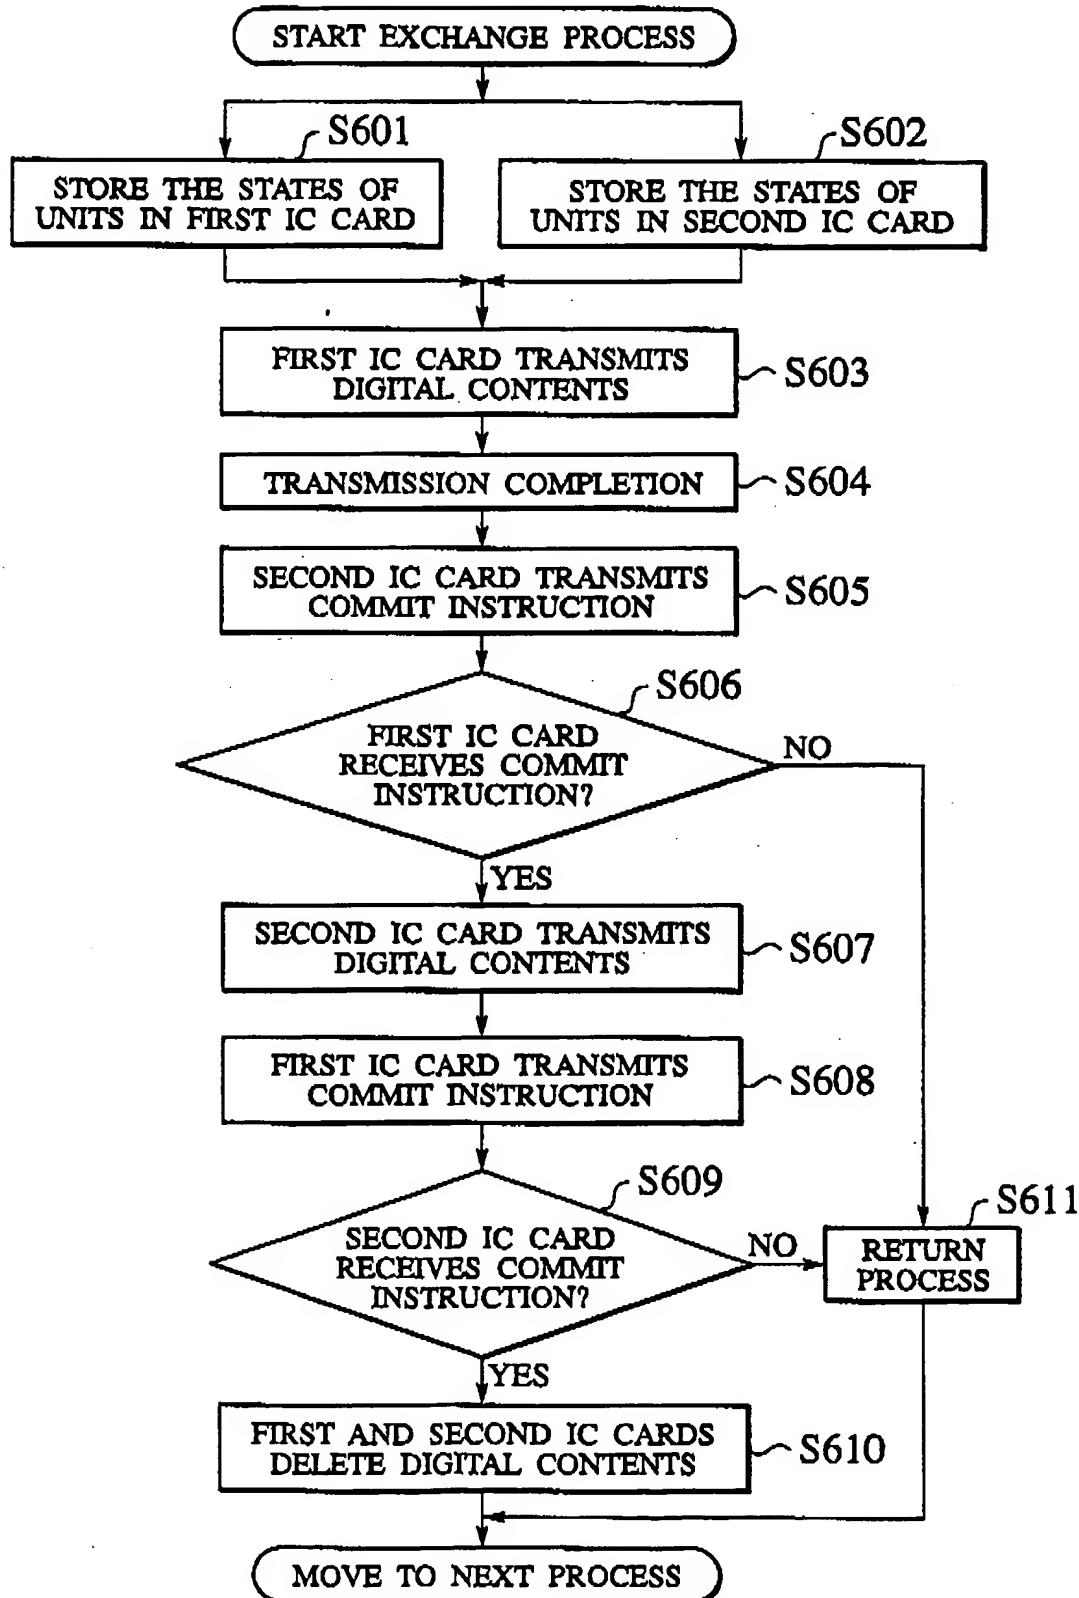 START EXCHANGE PROCESS
S601
S602
STORE THE STATES OF
UNITS IN FIRST IC CARD
STORE THE STATES OF
UNITS IN SECOND IC CARD
FIRST IC CARD TRANSMITS
DIGITAL CONTENTS
S603
TRANSMISSION COMPLETION
S604
SECOND IC CARD TRANSMITS
COMMIT INSTRUCTION
S605
S606
FIRST IC CARD
RECEIVES COMMIT
INSTRUCTION?
NO
YES
SECOND IC CARD TRANSMITS
DIGITAL CONTENTS
S607
FIRST IC CARD TRANSMITS
COMMIT INSTRUCTION
S608
S609
SECOND IC CARD
RECEIVES COMMIT
INSTRUCTION?
NO
S611
RETURN
PROCESS
YES
FIRST AND SECOND IC CARDS
DELETE DIGITAL CONTENTS
S610
MOVE TO NEXT PROCESS